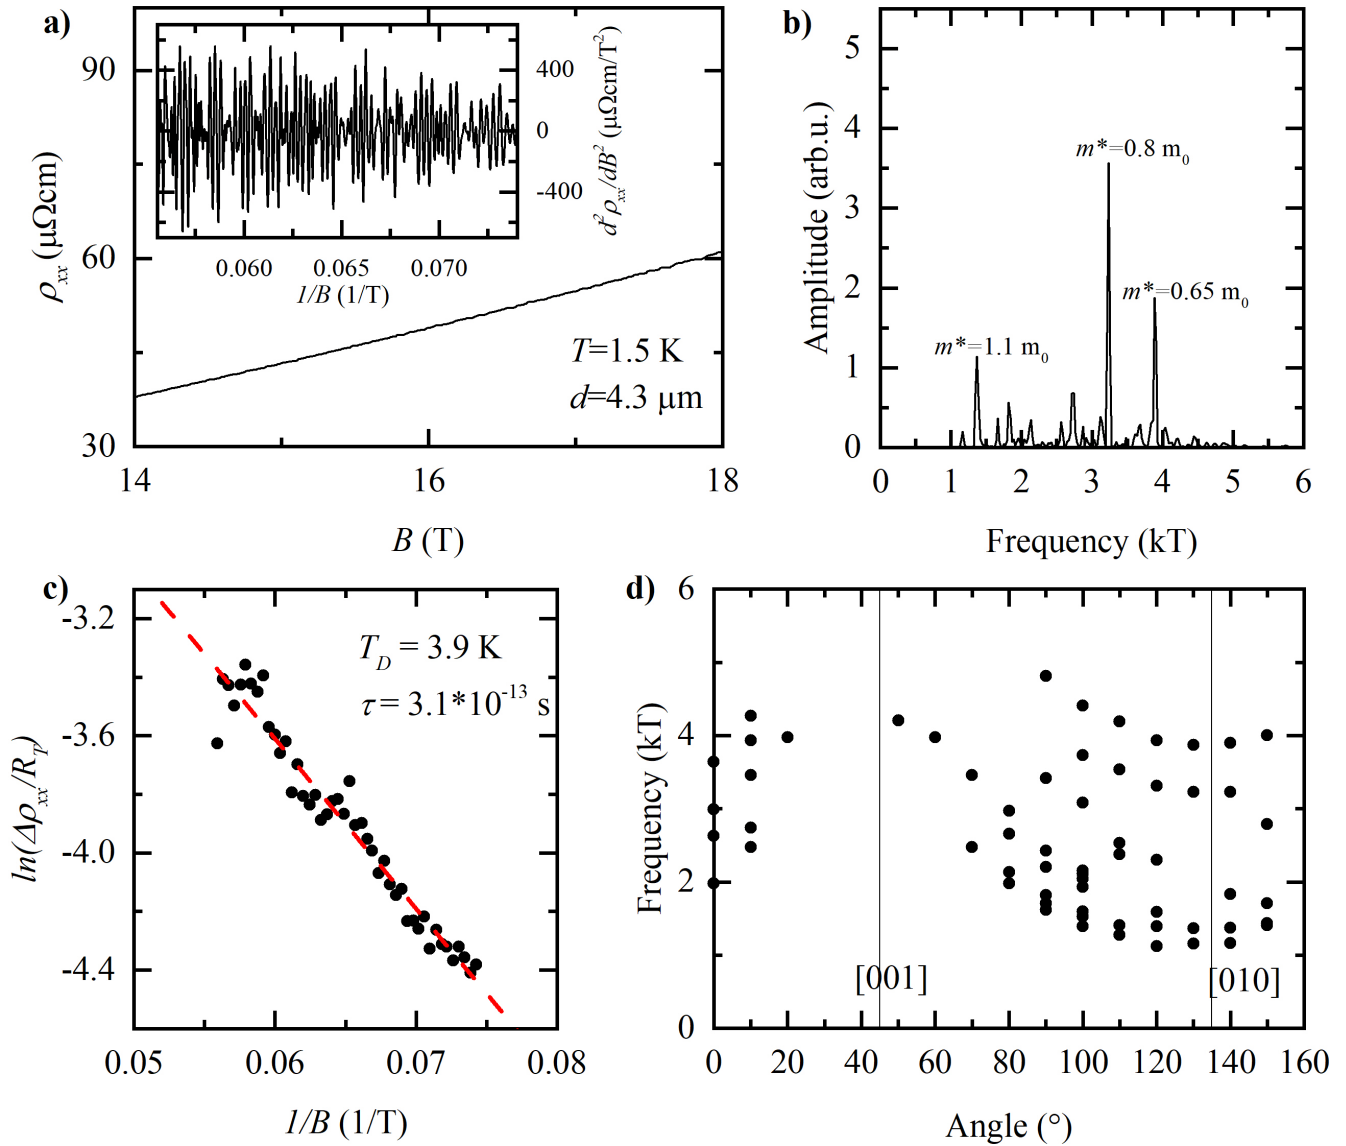 a)
90
60
30
ρxx (μΩcm)
400
0
-400
d²ρxx/dB² (μΩcm/T²)
0.060 0.065 0.070
1/B (1/T)
T=1.5 K
d=4.3 μm
14 16 18
B (T)
b)
5
4
3
2
1
0
Amplitude (arb.u.)
m*=0.8 m0
m*=0.65 m0
m*=1.1 m0
0 1 2 3 4 5 6
Frequency (kT)
c)
-3.2
-3.6
-4.0
-4.4
ln(Δρxx/RT)
TD = 3.9 K
τ = 3.1*10⁻¹³ s
0.05 0.06 0.07 0.08
1/B (1/T)
d)
6
4
2
0
Frequency (kT)
[001] [010]
0 20 40 60 80 100 120 140 160
Angle (°)